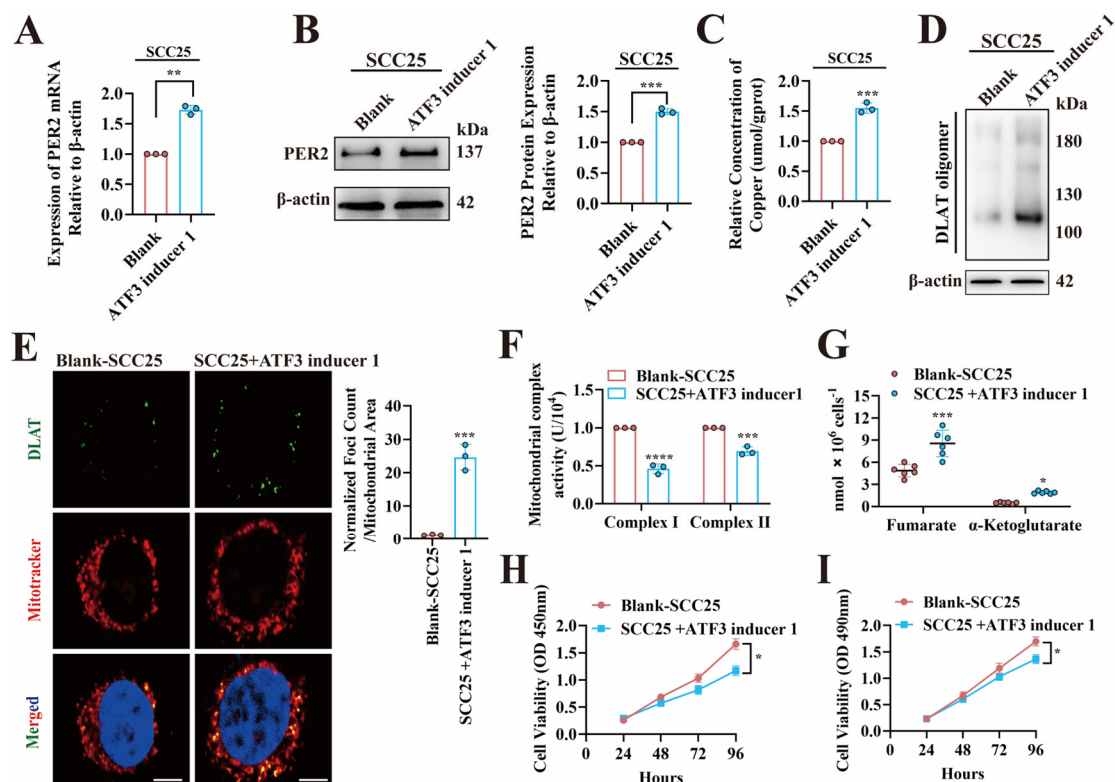 A
SCC25
**
Expression of PER2 mRNA
Relative to β-actin
2.0
1.5
1.0
0.5
0.0
Blank
ATF3 inducer 1
B
SCC25
Blank
ATF3 inducer 1
kDa
PER2
137
β-actin
42
SCC25
***
PER2 Protein Expression
Relative to β-actin
2.0
1.5
1.0
0.5
0.0
Blank
ATF3 inducer 1
C
SCC25
***
Relative Concentration of
Copper (umol/gprot)
2.0
1.5
1.0
0.5
0.0
Blank
ATF3 inducer 1
D
SCC25
Blank
ATF3 inducer 1
kDa
DLAT oligomer
180
130
100
β-actin
42
E
Blank-SCC25
SCC25+ATF3 inducer 1
DLAT
Mitotracker
Merged
Normalized Foci Count
/Mitochondrial Area
40
30
20
10
0
***
Blank-SCC25
SCC25 +ATF3 inducer 1
F
Blank-SCC25
SCC25+ATF3 inducer1
Mitochondrial complex
activity (U/10⁴)
1.5
1.0
0.5
0.0
****
***
Complex I
Complex II
G
Blank-SCC25
SCC25 +ATF3 inducer 1
nmol × 10⁶ cells⁻¹
15
12
9
6
3
0
***
*
Fumarate
α-Ketoglutarate
H
Blank-SCC25
SCC25 +ATF3 inducer 1
Cell Viability (OD 450nm)
2.0
1.5
1.0
0.5
0.0
*
0
24
48
72
96
Hours
I
Blank-SCC25
SCC25 +ATF3 inducer 1
Cell Viability (OD 490nm)
2.0
1.5
1.0
0.5
0.0
*
0
24
48
72
96
Hours